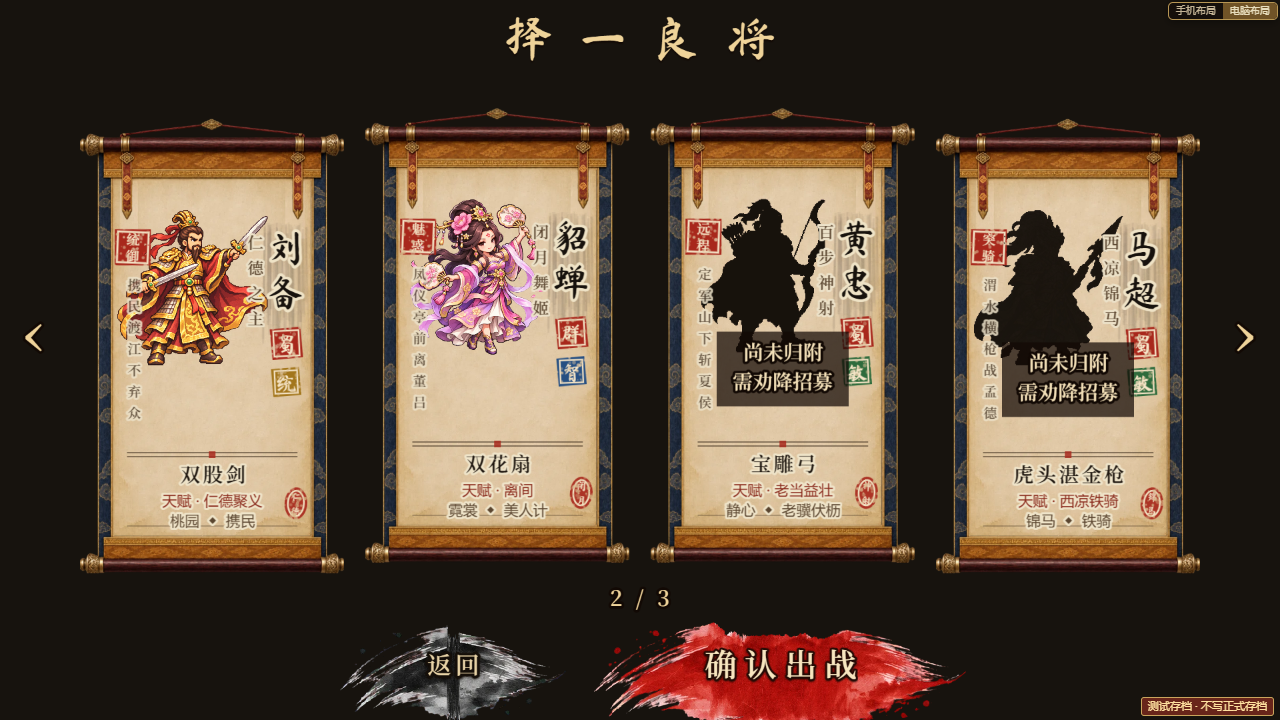 手机布局 电脑布局
择一良将
刘备
仁德之主
统御
携民渡江不弃众
蜀
统
双股剑
天赋·仁德聚义
桃园 ◆ 携民
貂蝉
闭月舞姬
魅惑
凤仪亭前离董吕
群
智
双花扇
天赋·离间
霓裳 ◆ 美人计
黄忠
百步神射
远程
定军山下斩夏侯
蜀
敏
尚未归附
需劝降招募
宝雕弓
天赋·老当益壮
静心 ◆ 老骥伏枥
马超
西凉锦马
突骑
渭水横枪战孟德
蜀
敏
尚未归附
需劝降招募
虎头湛金枪
天赋·西凉铁骑
锦马 ◆ 铁骑
2 / 3
返回
确认出战
测试存档·不写正式存档